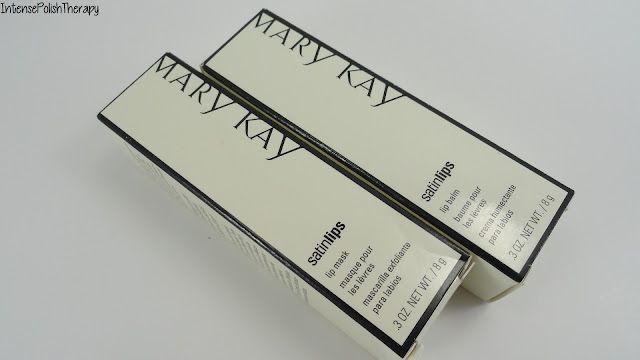 IntensePolishTherapy
MARY KAY
satinlips
lip balm
baume pour
les lèvres
crema humectante
para labios
.3 OZ. NET WT. / 8 g
MARY KAY
satinlips
lip mask
masque pour
les lèvres
mascarilla exfoliante
para labios
.3 OZ. NET WT. / 8 g